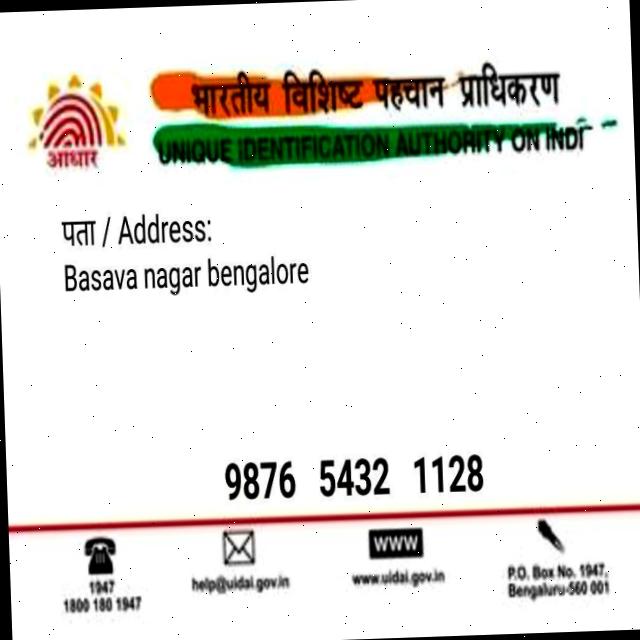 भारतीय विशिष्ट पहचान प्राधिकरण
UNIQUE IDENTIFICATION AUTHORITY ON INDI
आधार
पता / Address:
Basava nagar bengalore
9876 5432 1128
1947
1800 180 1947
help@uidai.gov.in
www
www.uidai.gov.in
P.O. Box No. 1947,
Bengaluru-560 001